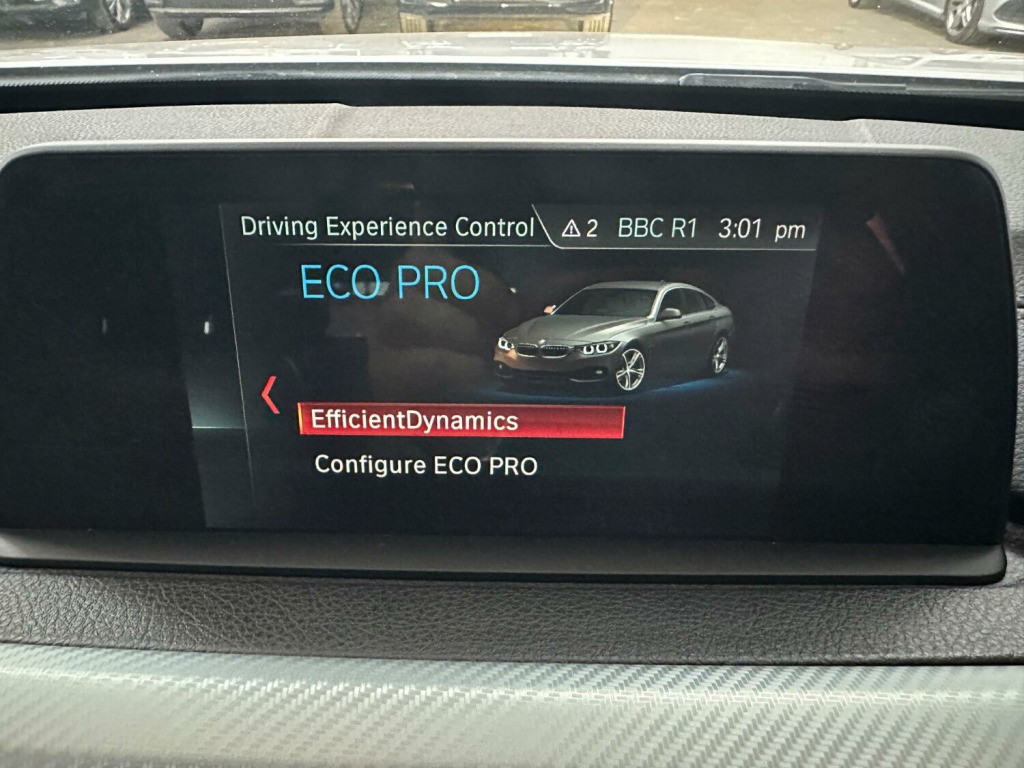 Driving Experience Control 2 BBC R1 3:01 pm
ECO PRO
EfficientDynamics
Configure ECO PRO